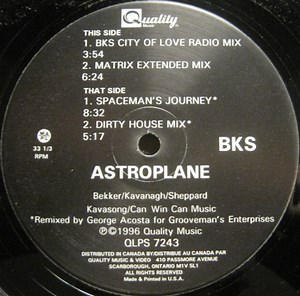 Quality
Music
THIS SIDE
1. BKS CITY OF LOVE RADIO MIX
3:54
2. MATRIX EXTENDED MIX
6:24
THAT SIDE
1. SPACEMAN'S JOURNEY*
8:32
2. DIRTY HOUSE MIX*
5:17
33 1/3
RPM
BKS
ASTROPLANE
Bekker/Kavanagh/Sheppard
Kavasong/Can Win Can Music
*Remixed by George Acosta for Grooveman's Enterprises
℗©1996 Quality Music
QLPS 7243
DISTRIBUTED IN CANADA BY/DISTRIBUE AU CANADA PAR
QUALITY MUSIC & VIDEO 410 PASSMORE AVENUE
SCARBOROUGH, ONTARIO M1V 5L1
ALL RIGHTS RESERVED
Made & Printed in U.S.A.